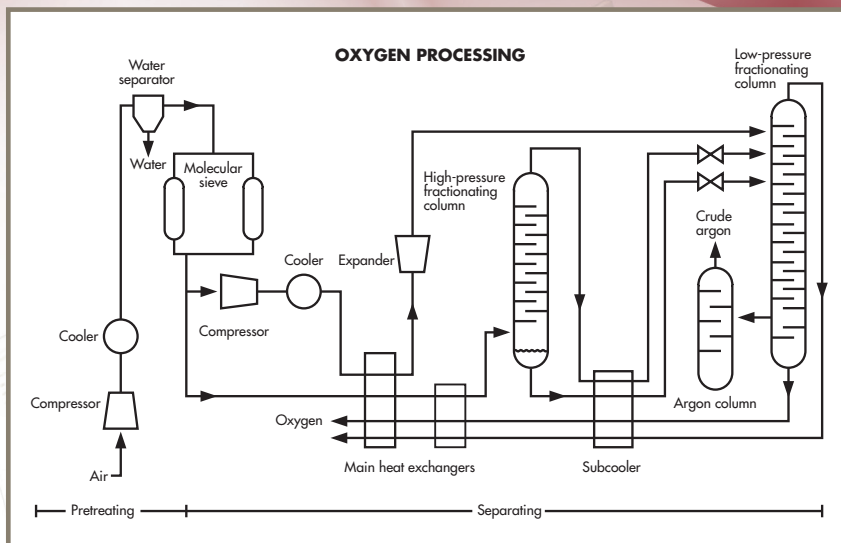 OXYGEN PROCESSING
Low-pressure
fractionating
column
Water
separator
Water
Molecular
sieve
High-pressure
fractionating
column
Crude
argon
Cooler
Expander
Compressor
Cooler
Compressor
Argon column
Oxygen
Main heat exchangers
Subcooler
Air
Pretreating
Separating